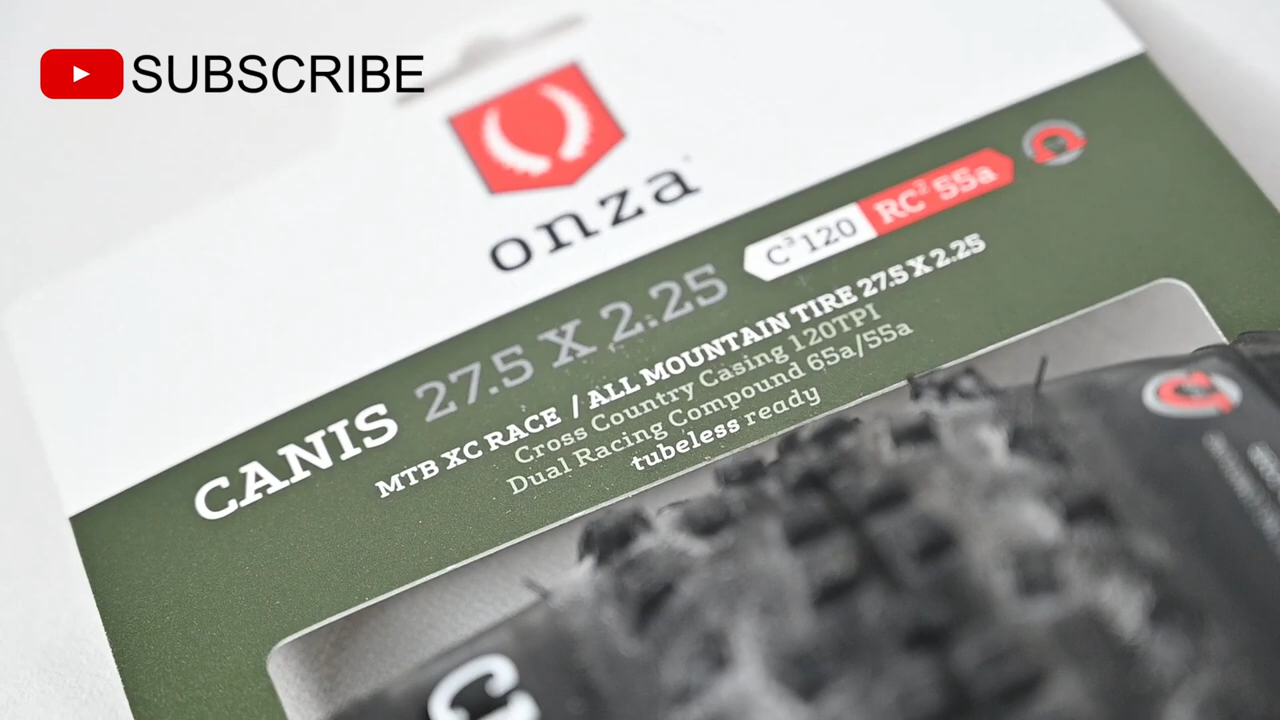 SUBSCRIBE
onza
C³120 RC² 55a
CANIS 27.5 X 2.25
MTB XC RACE / ALL MOUNTAIN TIRE 27.5 X 2.25
Cross Country Casing 120TPI
Dual Racing Compound 65a/55a
tubeless ready
C